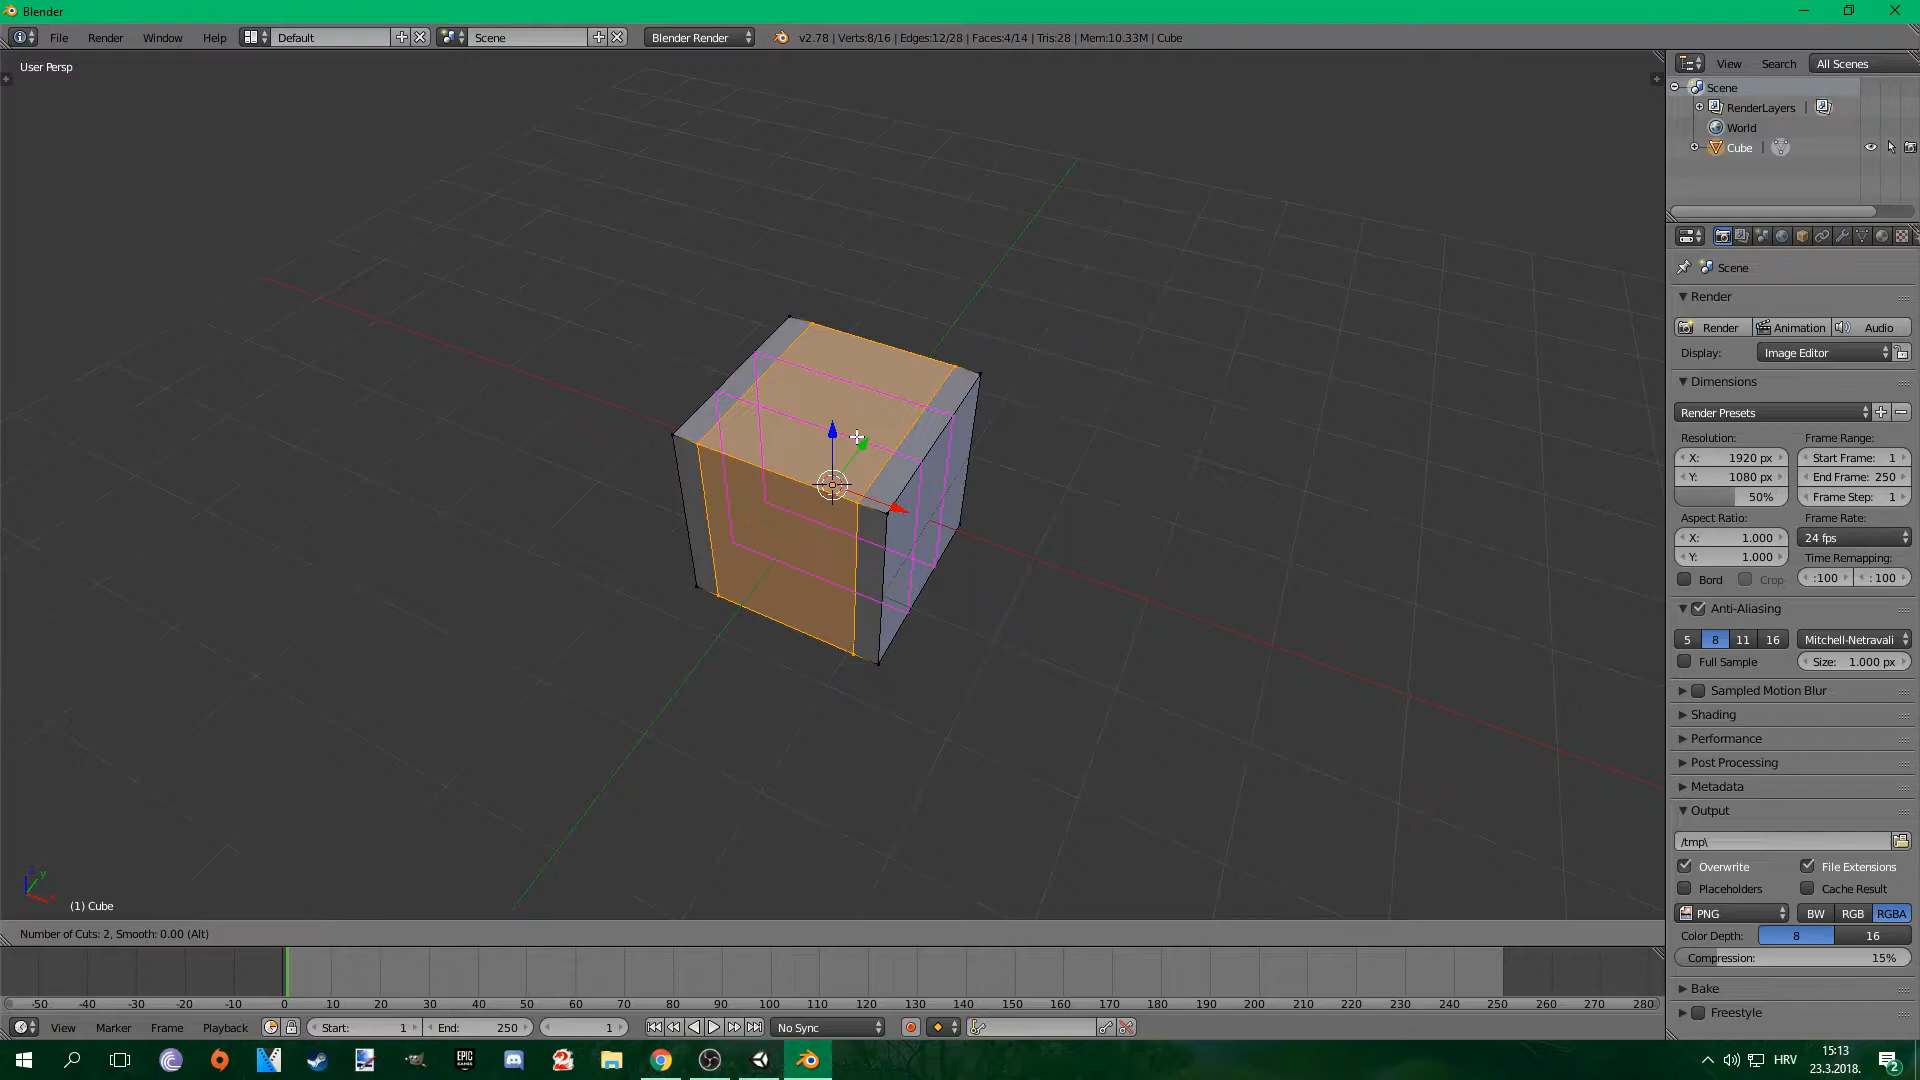 Blender
File Render Window Help Default Scene Blender Render v2.78 | Verts:8/16 | Edges:12/28 | Faces:4/14 | Tris:28 | Mem:10.33M | Cube
User Persp
View Search All Scenes
Scene
RenderLayers |
World
Cube |
Scene
Render
Render Animation Audio
Display: Image Editor
Dimensions
Render Presets
Resolution: Frame Range:
X: 1920 px Start Frame: 1
Y: 1080 px End Frame: 250
50% Frame Step: 1
Aspect Ratio: Frame Rate:
X: 1.000 24 fps
Y: 1.000 Time Remapping:
Bord Crop :100 : 100
Anti-Aliasing
5 8 11 16 Mitchell-Netravali
Full Sample Size: 1.000 px
Sampled Motion Blur
Shading
Performance
Post Processing
Metadata
Output
/tmp\
Overwrite File Extensions
Placeholders Cache Result
PNG BW RGB RGBA
Color Depth: 8 16
Compression: 15%
Bake
Freestyle
z y x
(1) Cube
Number of Cuts: 2, Smooth: 0.00 (Alt)
-50 -40 -30 -20 -10 0 10 20 30 40 50 60 70 80 90 100 110 120 130 140 150 160 170 180 190 200 210 220 230 240 250 260 270 280
View Marker Frame Playback Start: 1 End: 250 1 No Sync
EPIC GAMES 2 HRV 15:13
23.3.2018. 2